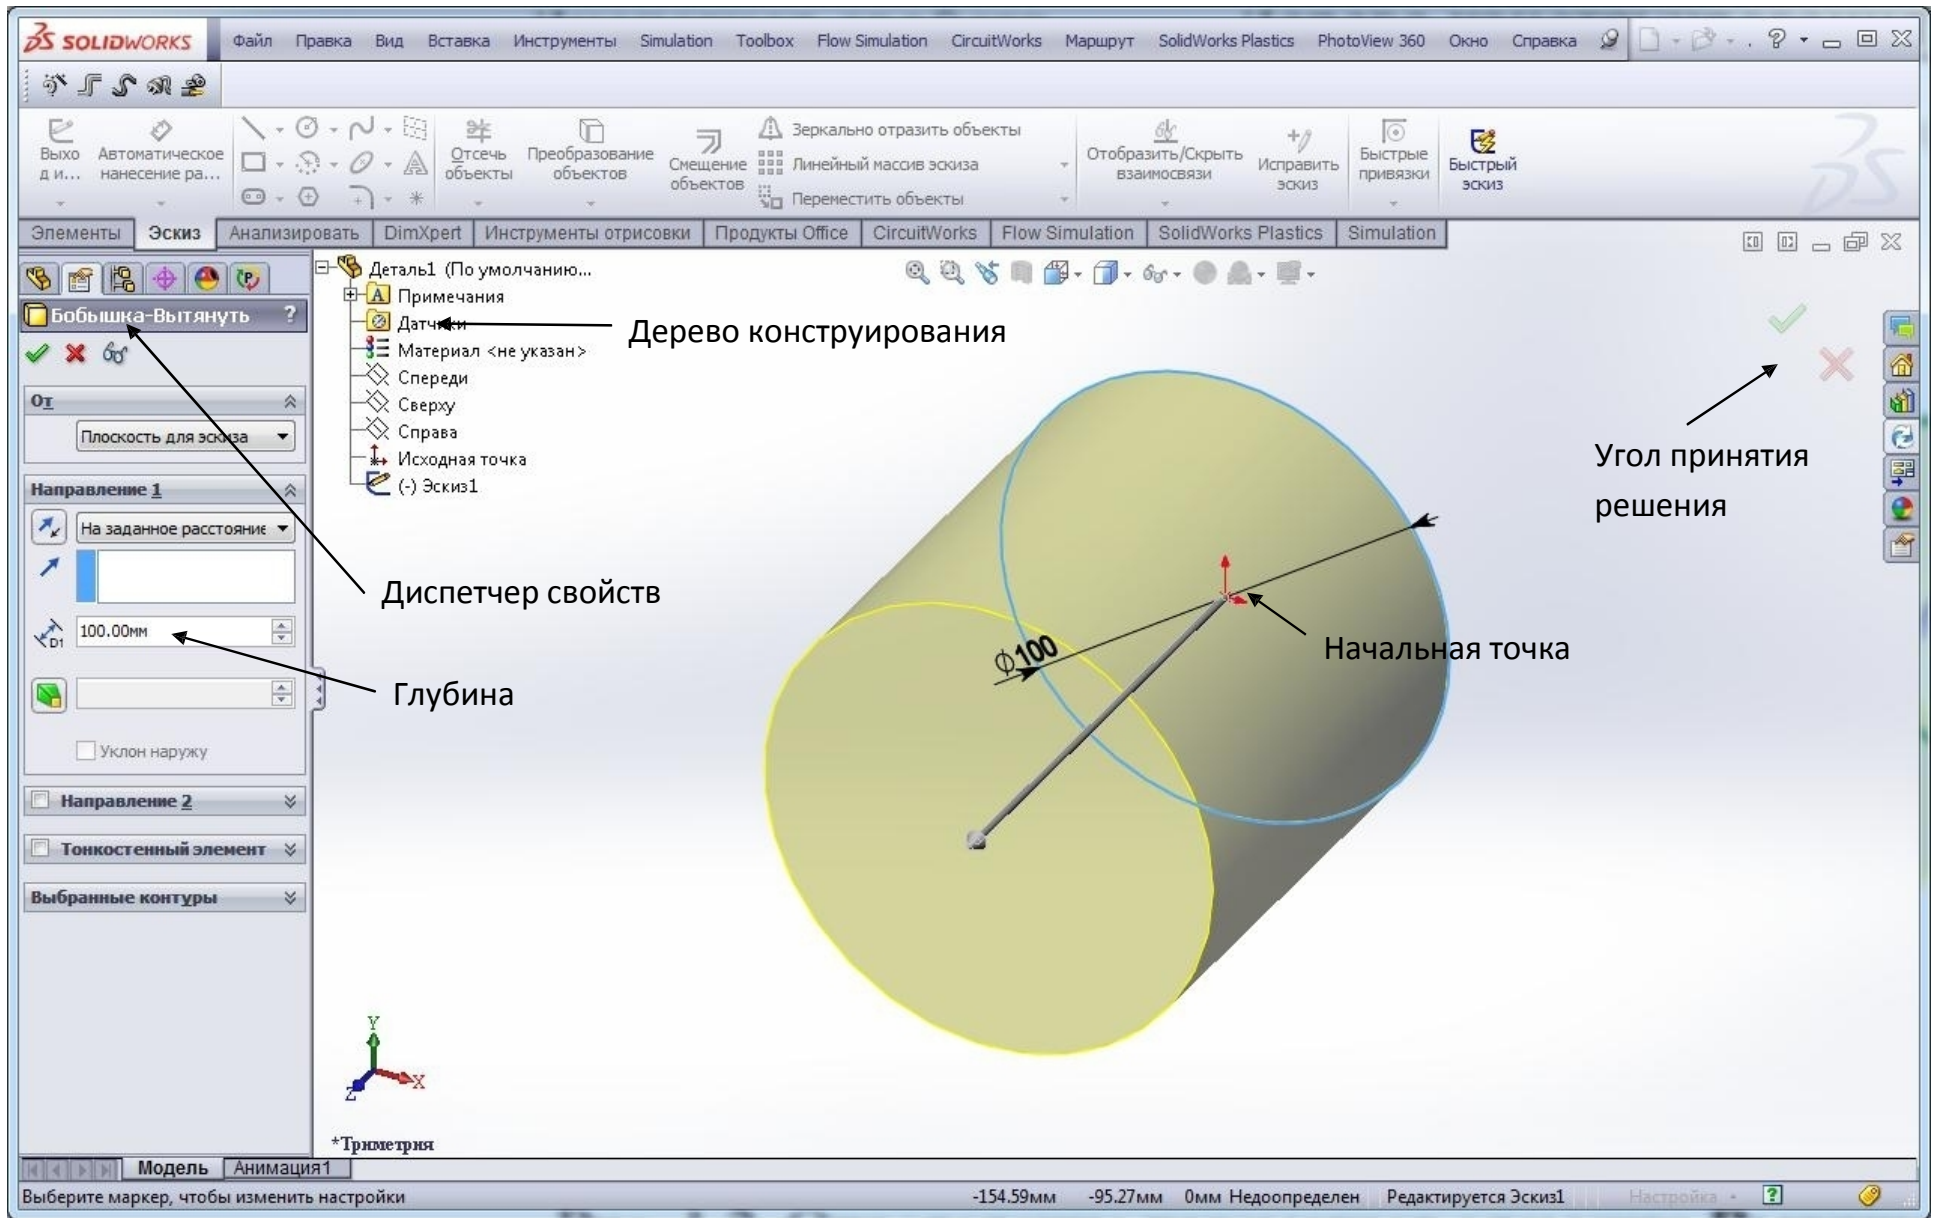 SOLIDWORKS Файл Правка Вид Вставка Инструменты Simulation Toolbox Flow Simulation CircuitWorks Маршрут SolidWorks Plastics PhotoView 360 Окно Справка
Выхо
д и...
Автоматическое
нанесение ра...
Отсечь
объекты
Преобразование
объектов
Смещение
объектов
Зеркально отразить объекты
Линейный массив эскиза
Переместить объекты
Отобразить/Скрыть
взаимосвязи
Исправить
эскиз
Быстрые
привязки
Быстрый
эскиз
Элементы Эскиз Анализировать DimXpert Инструменты отрисовки Продукты Office CircuitWorks Flow Simulation SolidWorks Plastics Simulation
Бобышка-Вытянуть ?
От
Плоскость для эскиза
Направление 1
На заданное расстояние
D1
100.00мм
Уклон наружу
Направление 2
Тонкостенный элемент
Выбранные контуры
Деталь1 (По умолчанию...
Примечания
Датчики
Материал <не указан>
Спереди
Сверху
Справа
Исходная точка
(-) Эскиз1
Дерево конструирования
Диспетчер свойств
Глубина
Угол принятия
решения
Начальная точка
ϕ100
Y
X
Z
*Триметрия
Модель Анимация1
Выберите маркер, чтобы изменить настройки -154.59мм -95.27мм 0мм Недоопределен Редактируется Эскиз1 Настройка